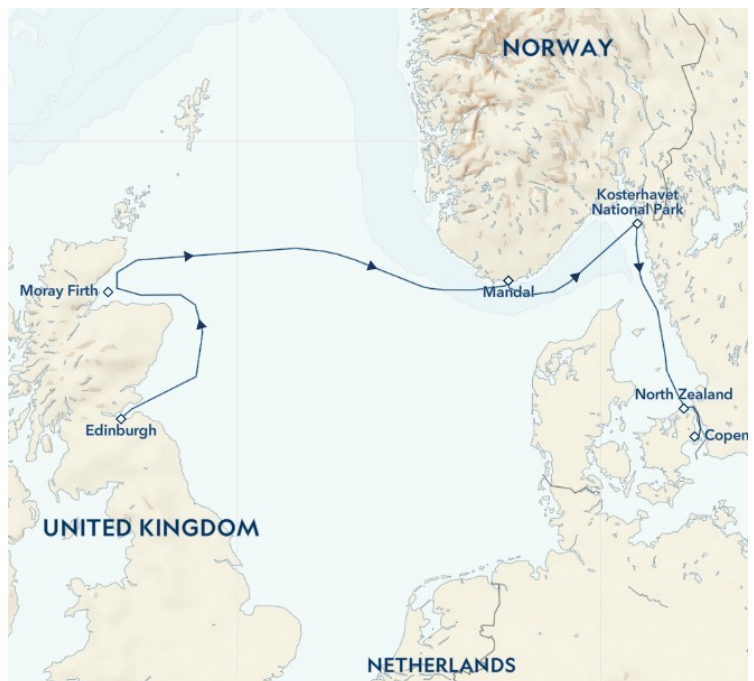 NORWAY
Kosterhavet
National Park
Moray Firth
Mandal
North Zealand
Edinburgh
Copen
UNITED KINGDOM
NETHERLANDS